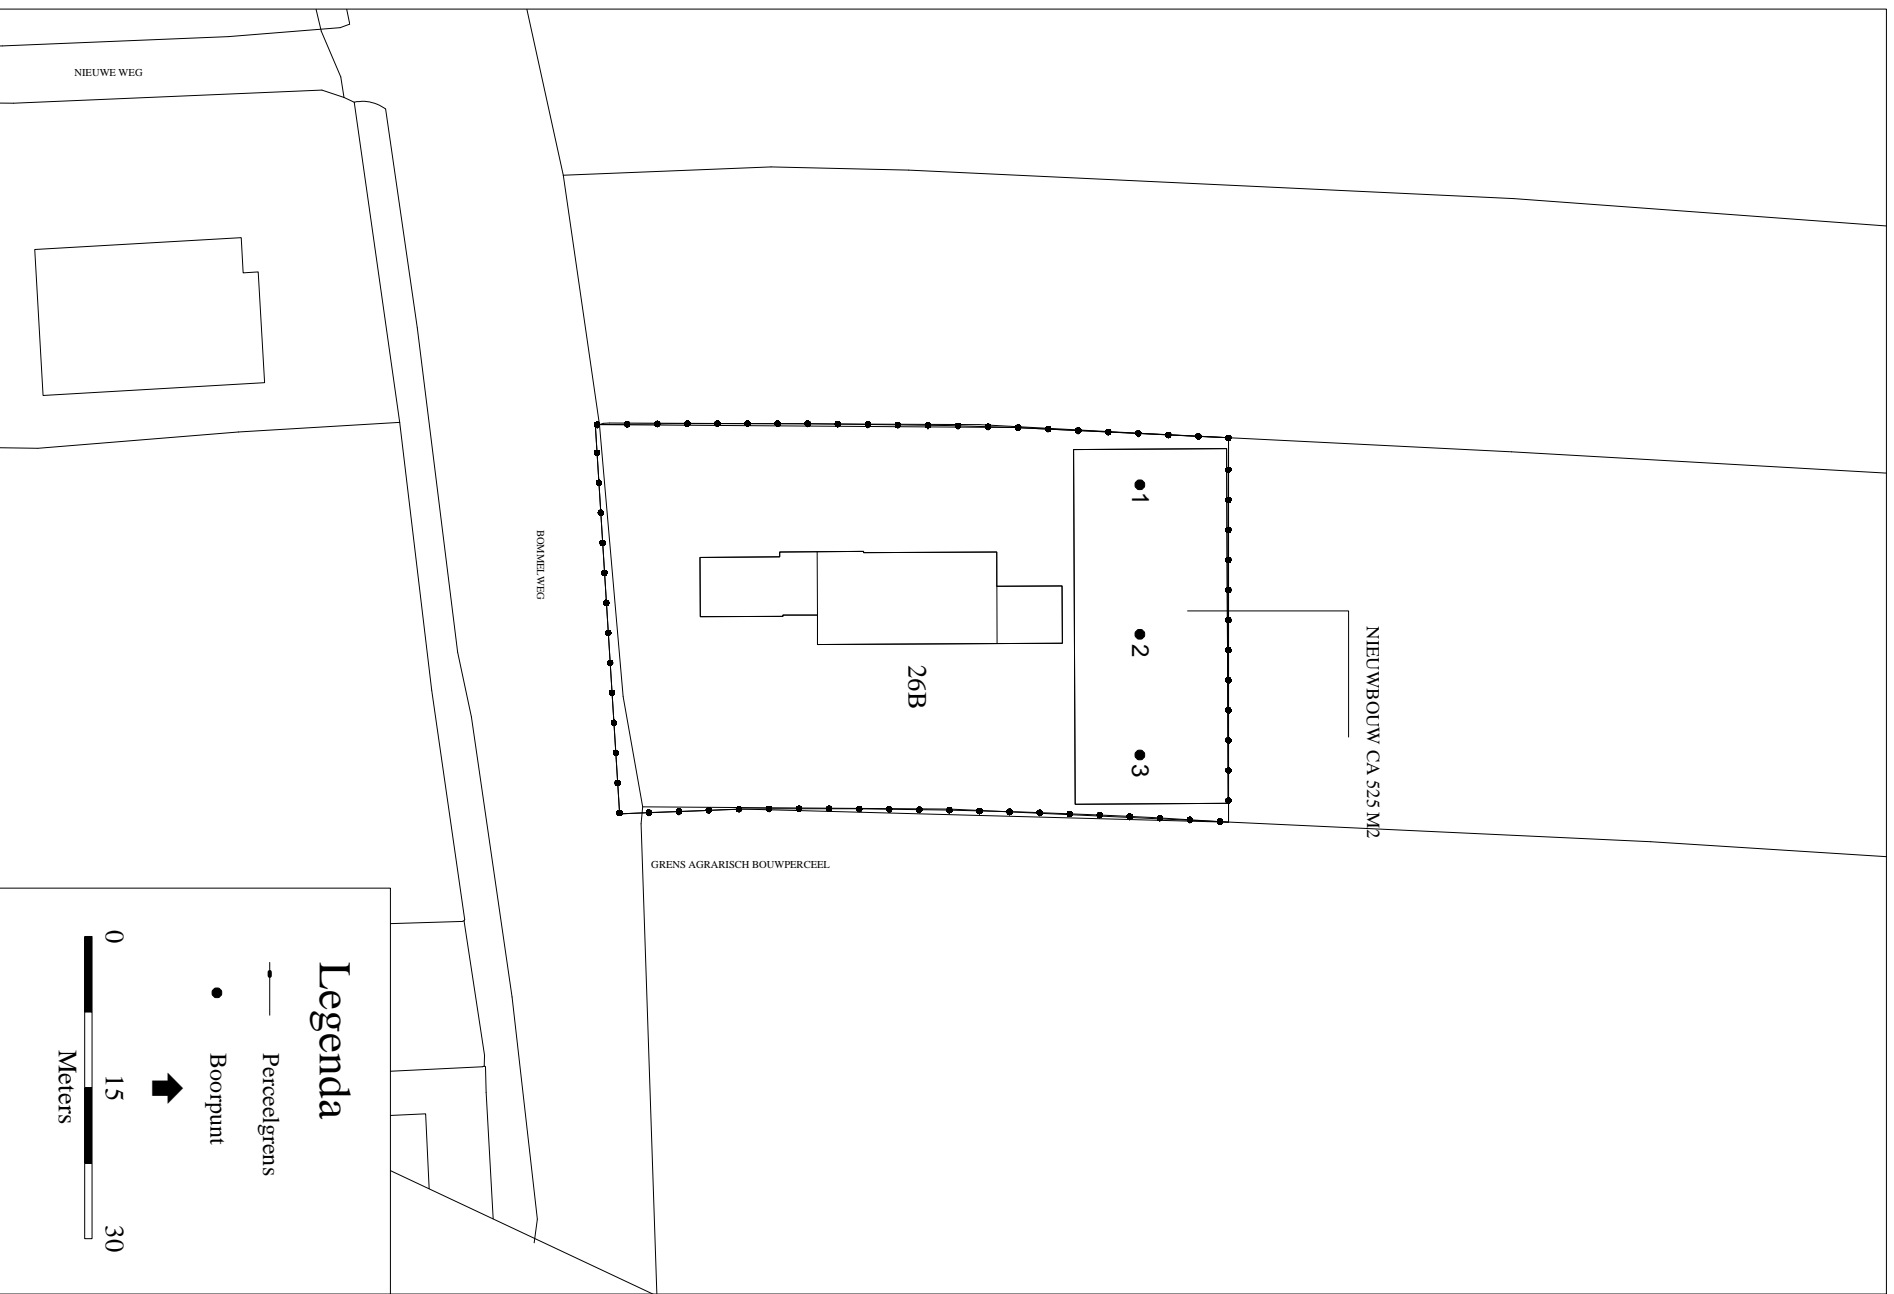 NIEUWE WEG
BOMMELWEG
26B
1
2
3
NIEUWBOUW CA 525 M2
GRENS AGRARISCH BOUWPERCEEL
Legenda
Perceelgrens
Boorpunt
0 15 30
Meters